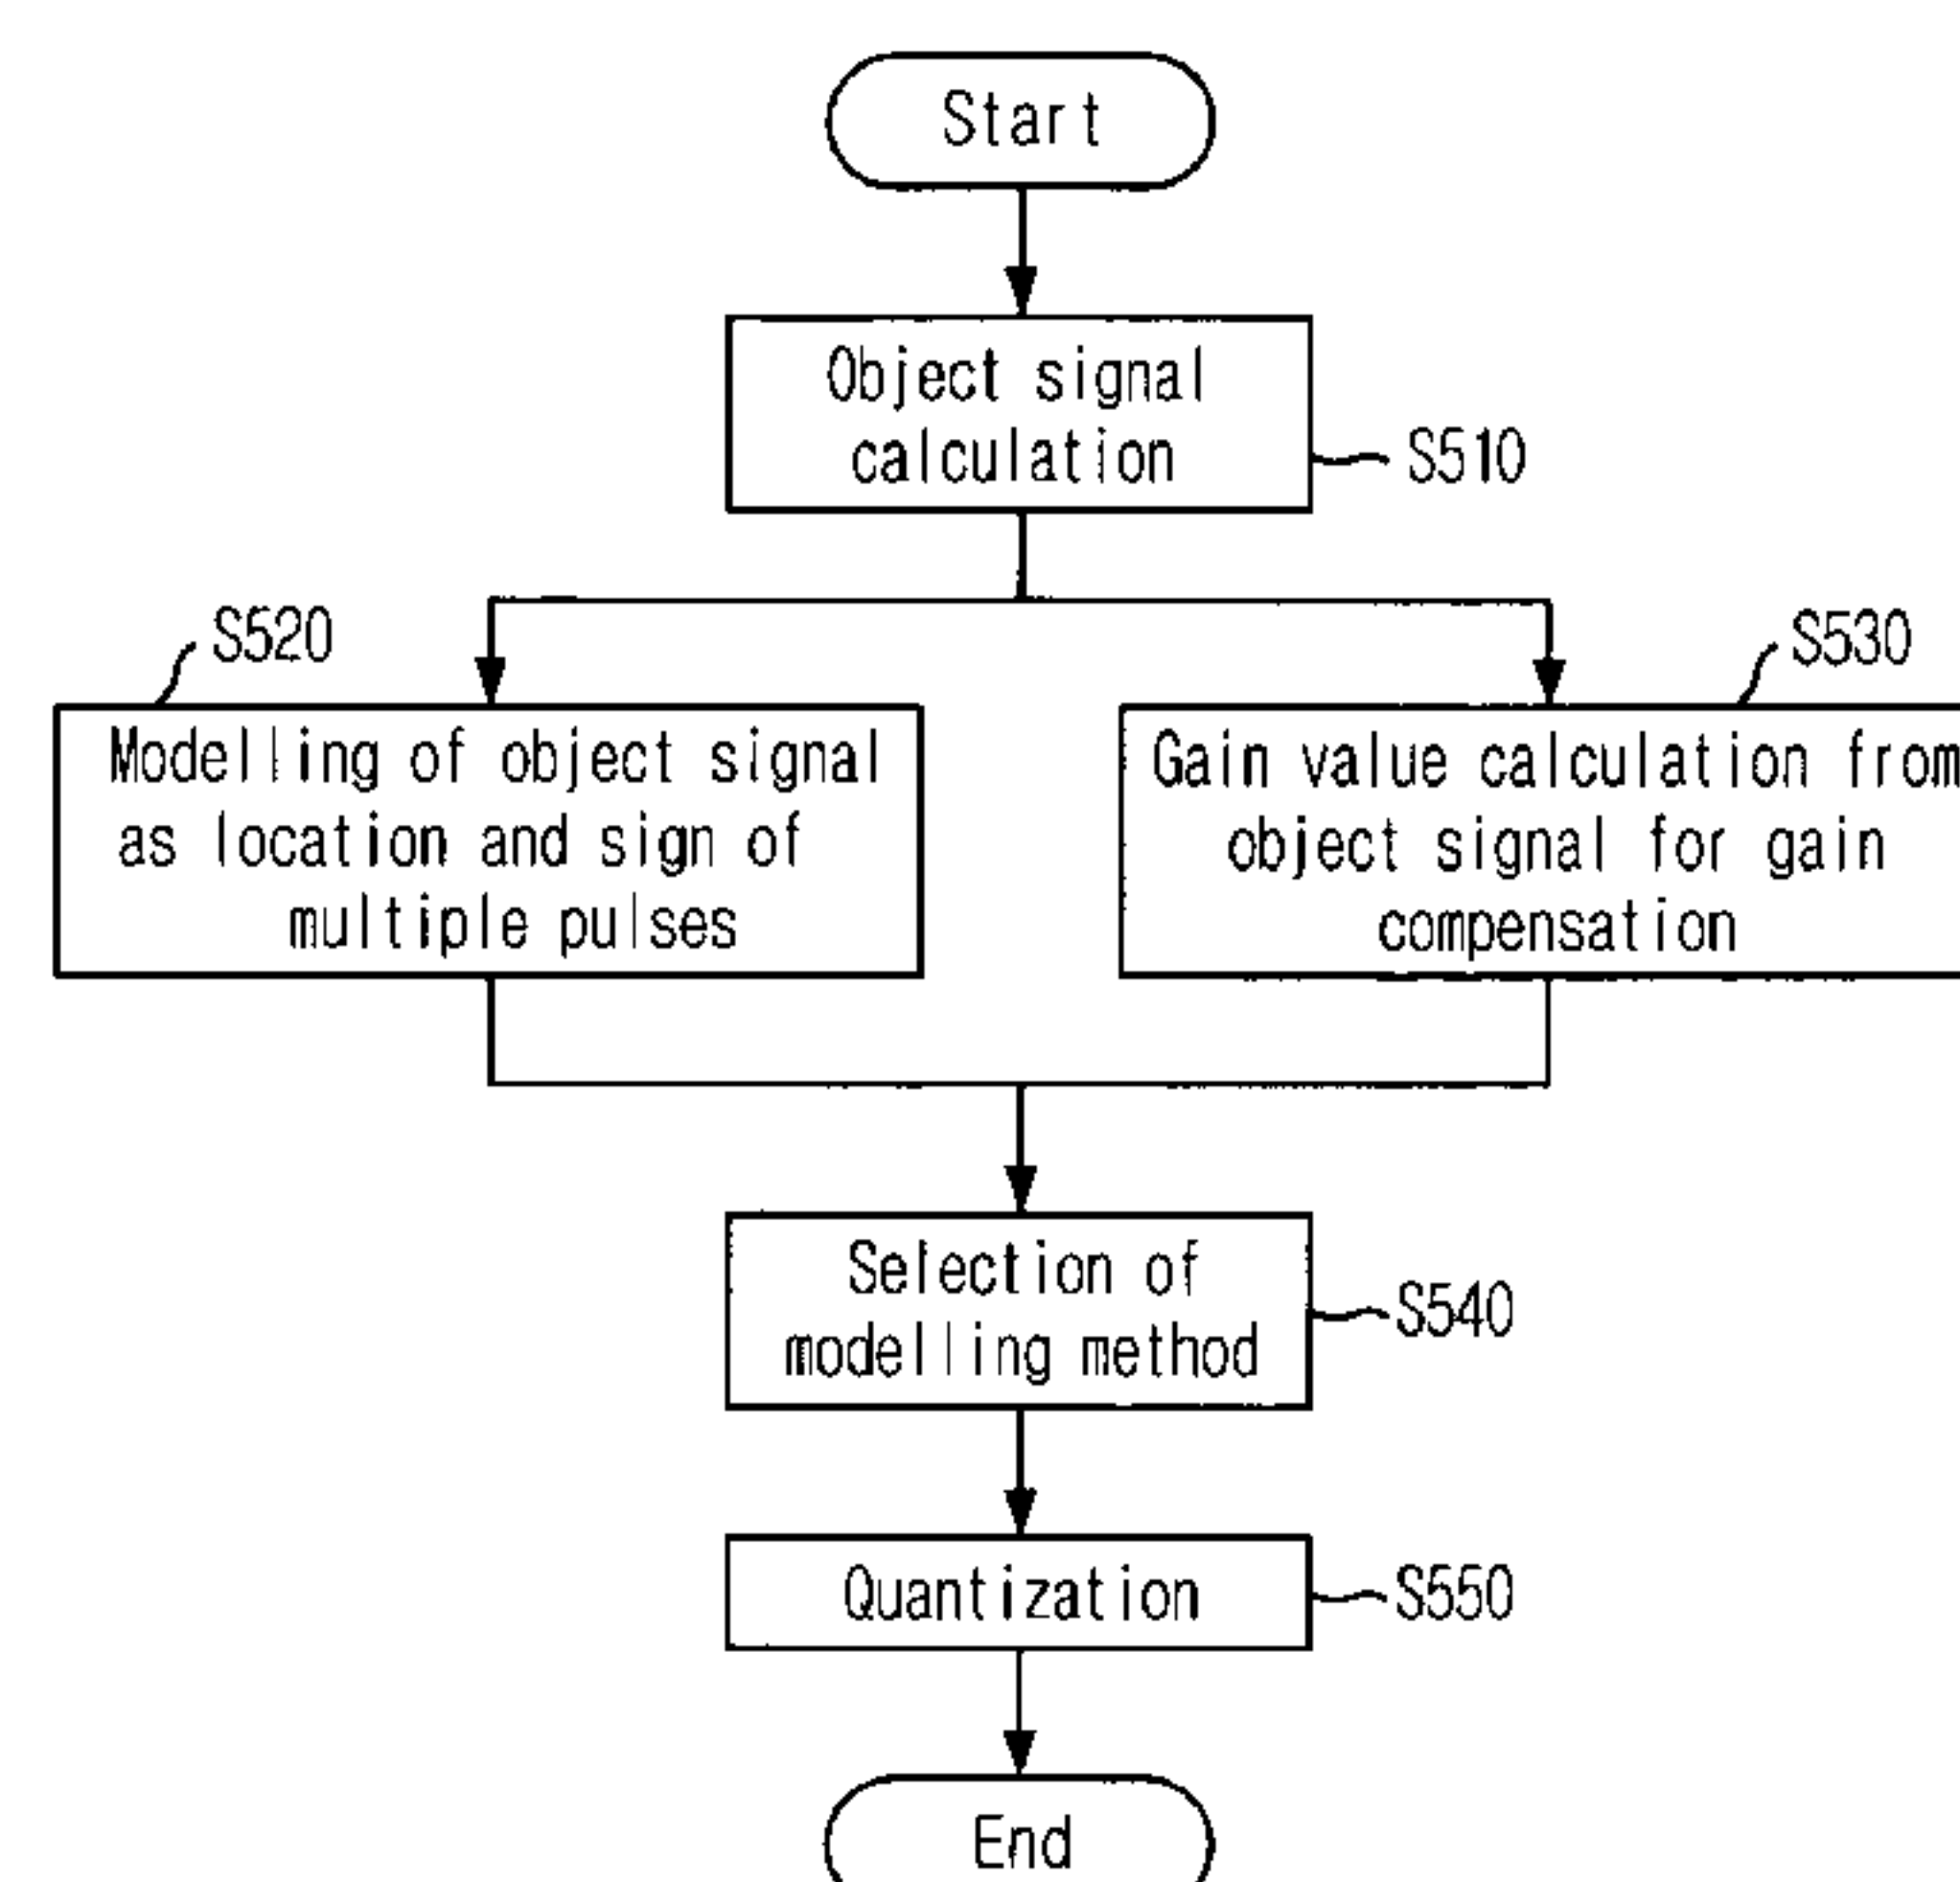 Start
Object signal
calculation
S510
S520
S530
Modelling of object signal
as location and sign of
multiple pulses
Gain value calculation from
object signal for gain
compensation
Selection of
modelling method
S540
Quantization
S550
End